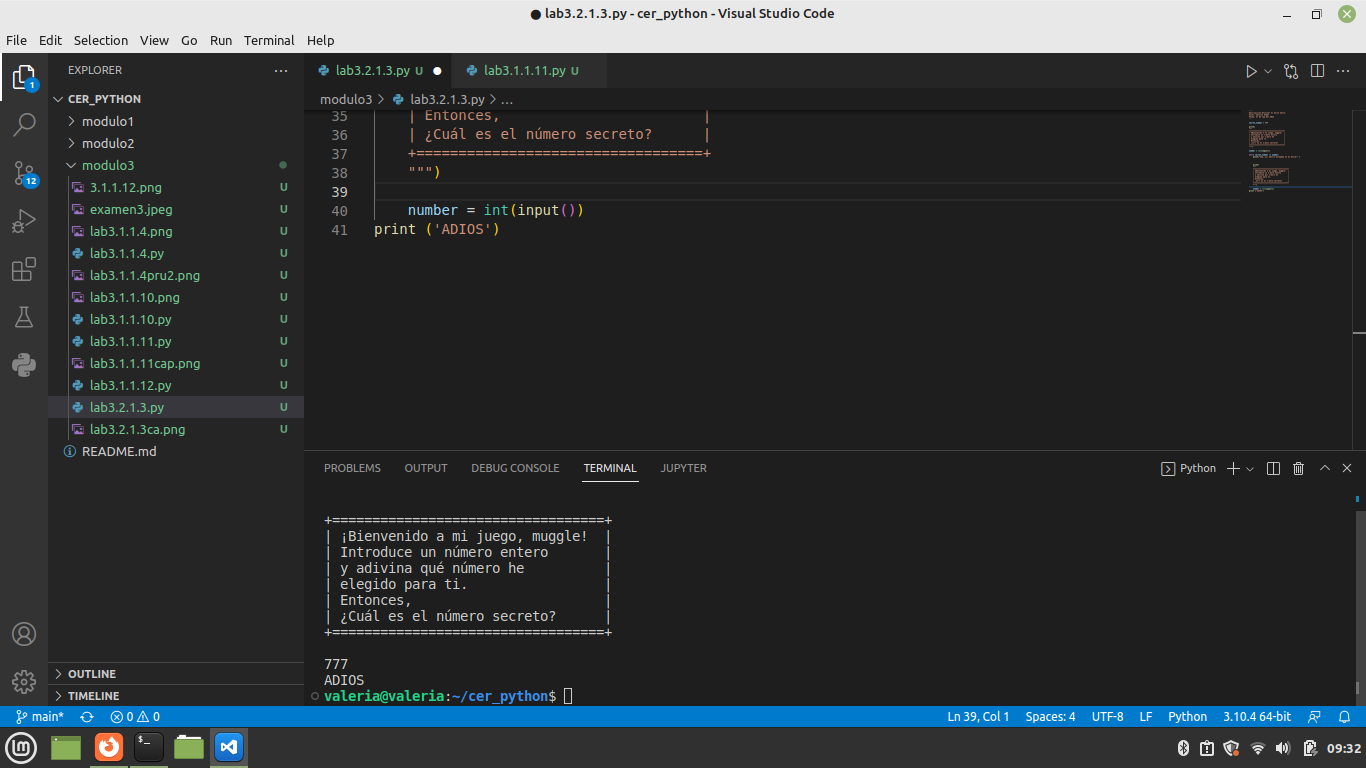 ● lab3.2.1.3.py - cer_python - Visual Studio Code
File Edit Selection View Go Run Terminal Help
EXPLORER ···
1
12
CER_PYTHON
modulo1
modulo2
modulo3
3.1.1.12.png U
examen3.jpeg U
lab3.1.1.4.png U
lab3.1.1.4.py U
lab3.1.1.4pru2.png U
lab3.1.1.10.png U
lab3.1.1.10.py U
lab3.1.1.11.py U
lab3.1.1.11cap.png U
lab3.1.1.12.py U
lab3.2.1.3.py U
lab3.2.1.3ca.png U
README.md
OUTLINE
TIMELINE
lab3.2.1.3.py U ● lab3.1.1.11.py U
modulo3 > lab3.2.1.3.py > ...
35 | Entonces, |
36 | ¿Cuál es el número secreto? |
37 +==================================+
38 """)
39
40 number = int(input())
41 print ('ADIOS')
PROBLEMS OUTPUT DEBUG CONSOLE TERMINAL JUPYTER
Python
+==================================+
| ¡Bienvenido a mi juego, muggle! |
| Introduce un número entero |
| y adivina qué número he |
| elegido para ti. |
| Entonces, |
| ¿Cuál es el número secreto? |
+==================================+
777
ADIOS
valeria@valeria:~/cer_python$
main* 0 0 Ln 39, Col 1 Spaces: 4 UTF-8 LF Python 3.10.4 64-bit
09:32